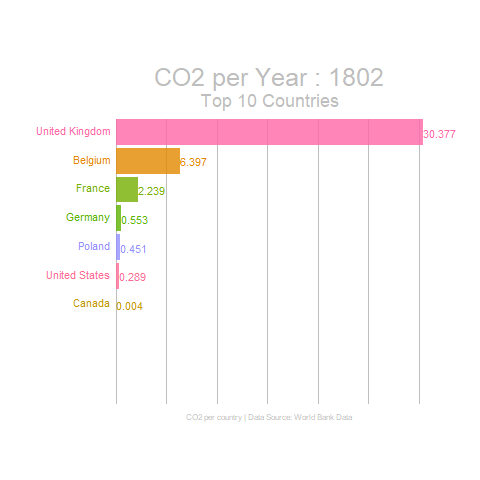 CO2 per Year : 1802
Top 10 Countries
United Kingdom 30.377
Belgium 6.397
France 2.239
Germany 0.553
Poland 0.451
United States 0.289
Canada 0.004
CO2 per country | Data Source: World Bank Data